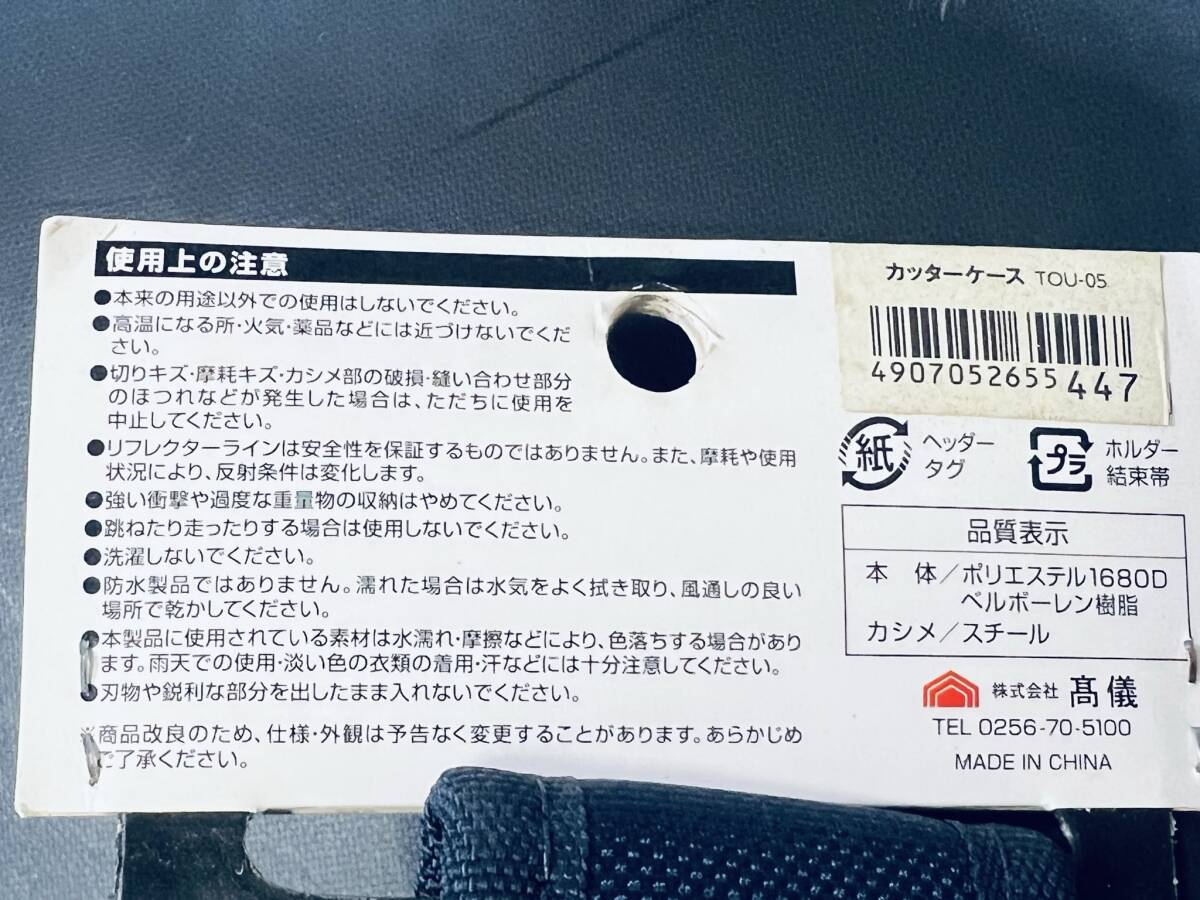 使用上の注意
●本来の用途以外での使用はしないでください。
●高温になる所・火気・薬品などには近づけないでくだ
さい。
●切りキズ・摩耗キズ・カシメ部の破損・縫い合わせ部分
のほつれなどが発生した場合は、ただちに使用を
中止してください。
●リフレクターラインは安全性を保証するものではありません。また、摩耗や使用
状況により、反射条件は変化します。
●強い衝撃や過度な重量物の収納はやめてください。
●跳ねたり走ったりする場合は使用しないでください。
●洗濯しないでください。
●防水製品ではありません。濡れた場合は水気をよく拭き取り、風通しの良い
場所で乾かしてください。
●本製品に使用されている素材は水濡れ・摩擦などにより、色落ちする場合があり
ます。雨天での使用・淡い色の衣類の着用・汗などには十分注意してください。
●刃物や鋭利な部分を出したまま入れないでください。
※商品改良のため、仕様・外観は予告なく変更することがあります。あらかじめ
ご了承ください。
カッターケース TOU-05
4907052655447
紙 ヘッダー
タグ
プラ ホルダー
結束帯
品質表示
本 体/ポリエステル1680D
ベルボーレン樹脂
カシメ/スチール
株式会社 髙儀
TEL 0256-70-5100
MADE IN CHINA